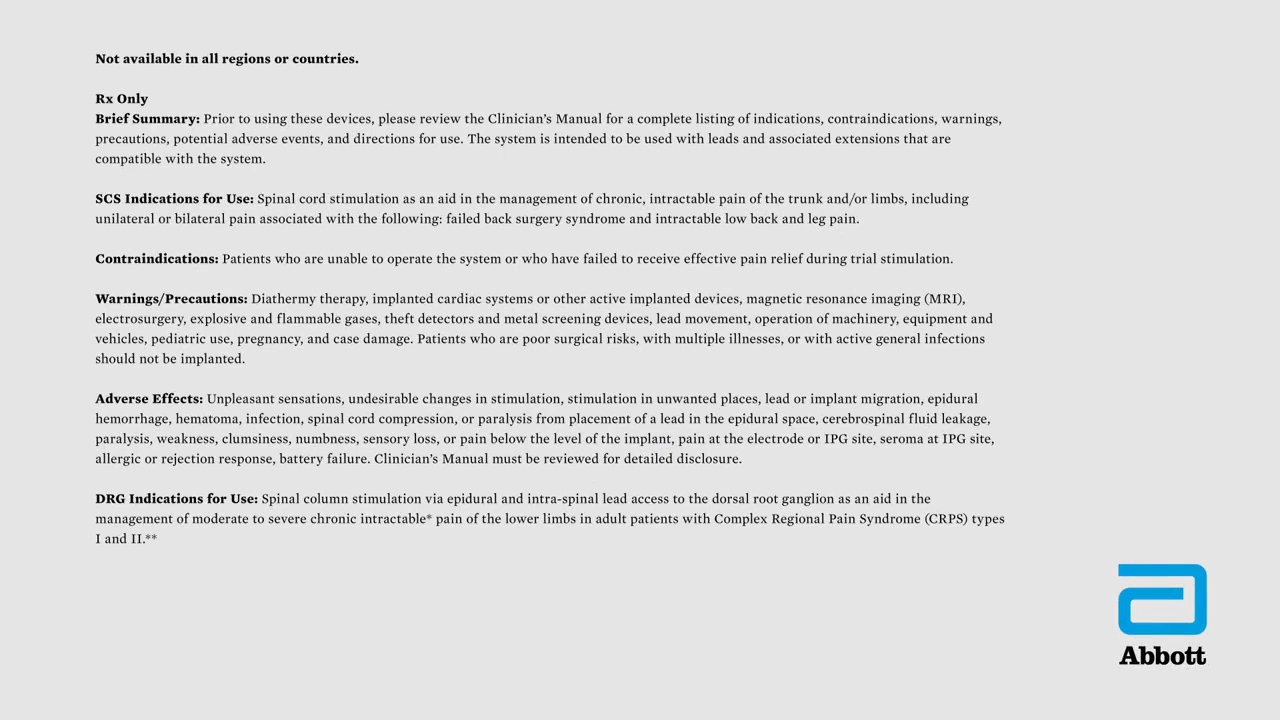 Not available in all regions or countries.
Rx Only
Brief Summary: Prior to using these devices, please review the Clinician’s Manual for a complete listing of indications, contraindications, warnings,
precautions, potential adverse events, and directions for use. The system is intended to be used with leads and associated extensions that are
compatible with the system.
SCS Indications for Use: Spinal cord stimulation as an aid in the management of chronic, intractable pain of the trunk and/or limbs, including
unilateral or bilateral pain associated with the following: failed back surgery syndrome and intractable low back and leg pain.
Contraindications: Patients who are unable to operate the system or who have failed to receive effective pain relief during trial stimulation.
Warnings/Precautions: Diathermy therapy, implanted cardiac systems or other active implanted devices, magnetic resonance imaging (MRI),
electrosurgery, explosive and flammable gases, theft detectors and metal screening devices, lead movement, operation of machinery, equipment and
vehicles, pediatric use, pregnancy, and case damage. Patients who are poor surgical risks, with multiple illnesses, or with active general infections
should not be implanted.
Adverse Effects: Unpleasant sensations, undesirable changes in stimulation, stimulation in unwanted places, lead or implant migration, epidural
hemorrhage, hematoma, infection, spinal cord compression, or paralysis from placement of a lead in the epidural space, cerebrospinal fluid leakage,
paralysis, weakness, clumsiness, numbness, sensory loss, or pain below the level of the implant, pain at the electrode or IPG site, seroma at IPG site,
allergic or rejection response, battery failure. Clinician’s Manual must be reviewed for detailed disclosure.
DRG Indications for Use: Spinal column stimulation via epidural and intra-spinal lead access to the dorsal root ganglion as an aid in the
management of moderate to severe chronic intractable* pain of the lower limbs in adult patients with Complex Regional Pain Syndrome (CRPS) types
I and II.**
Abbott